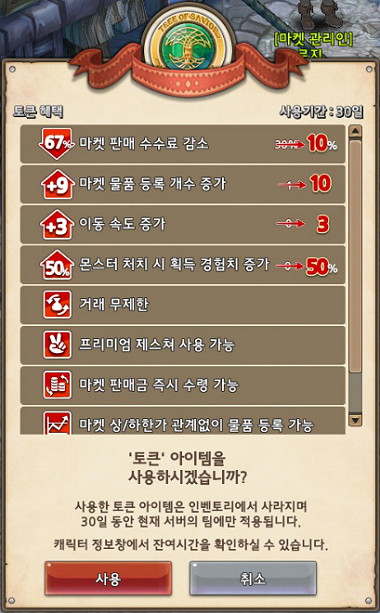 TREE OF SAVIOR
[마켓 관리인]
로지
토큰 혜택 사용기간 : 30일
-67% 마켓 판매 수수료 감소 30% 10%
+9 마켓 물품 등록 개수 증가 1 10
+3 이동 속도 증가 0 3
50% 몬스터 처치 시 획득 경험치 증가 0 50%
거래 무제한
프리미엄 제스쳐 사용 가능
마켓 판매금 즉시 수령 가능
마켓 상/하한가 관계없이 물품 등록 가능
'토큰' 아이템을
사용하시겠습니까?
사용한 토큰 아이템은 인벤토리에서 사라지며
30일 동안 현재 서버의 팀에만 적용됩니다.
캐릭터 정보창에서 잔여시간을 확인하실 수 있습니다.
사용 취소